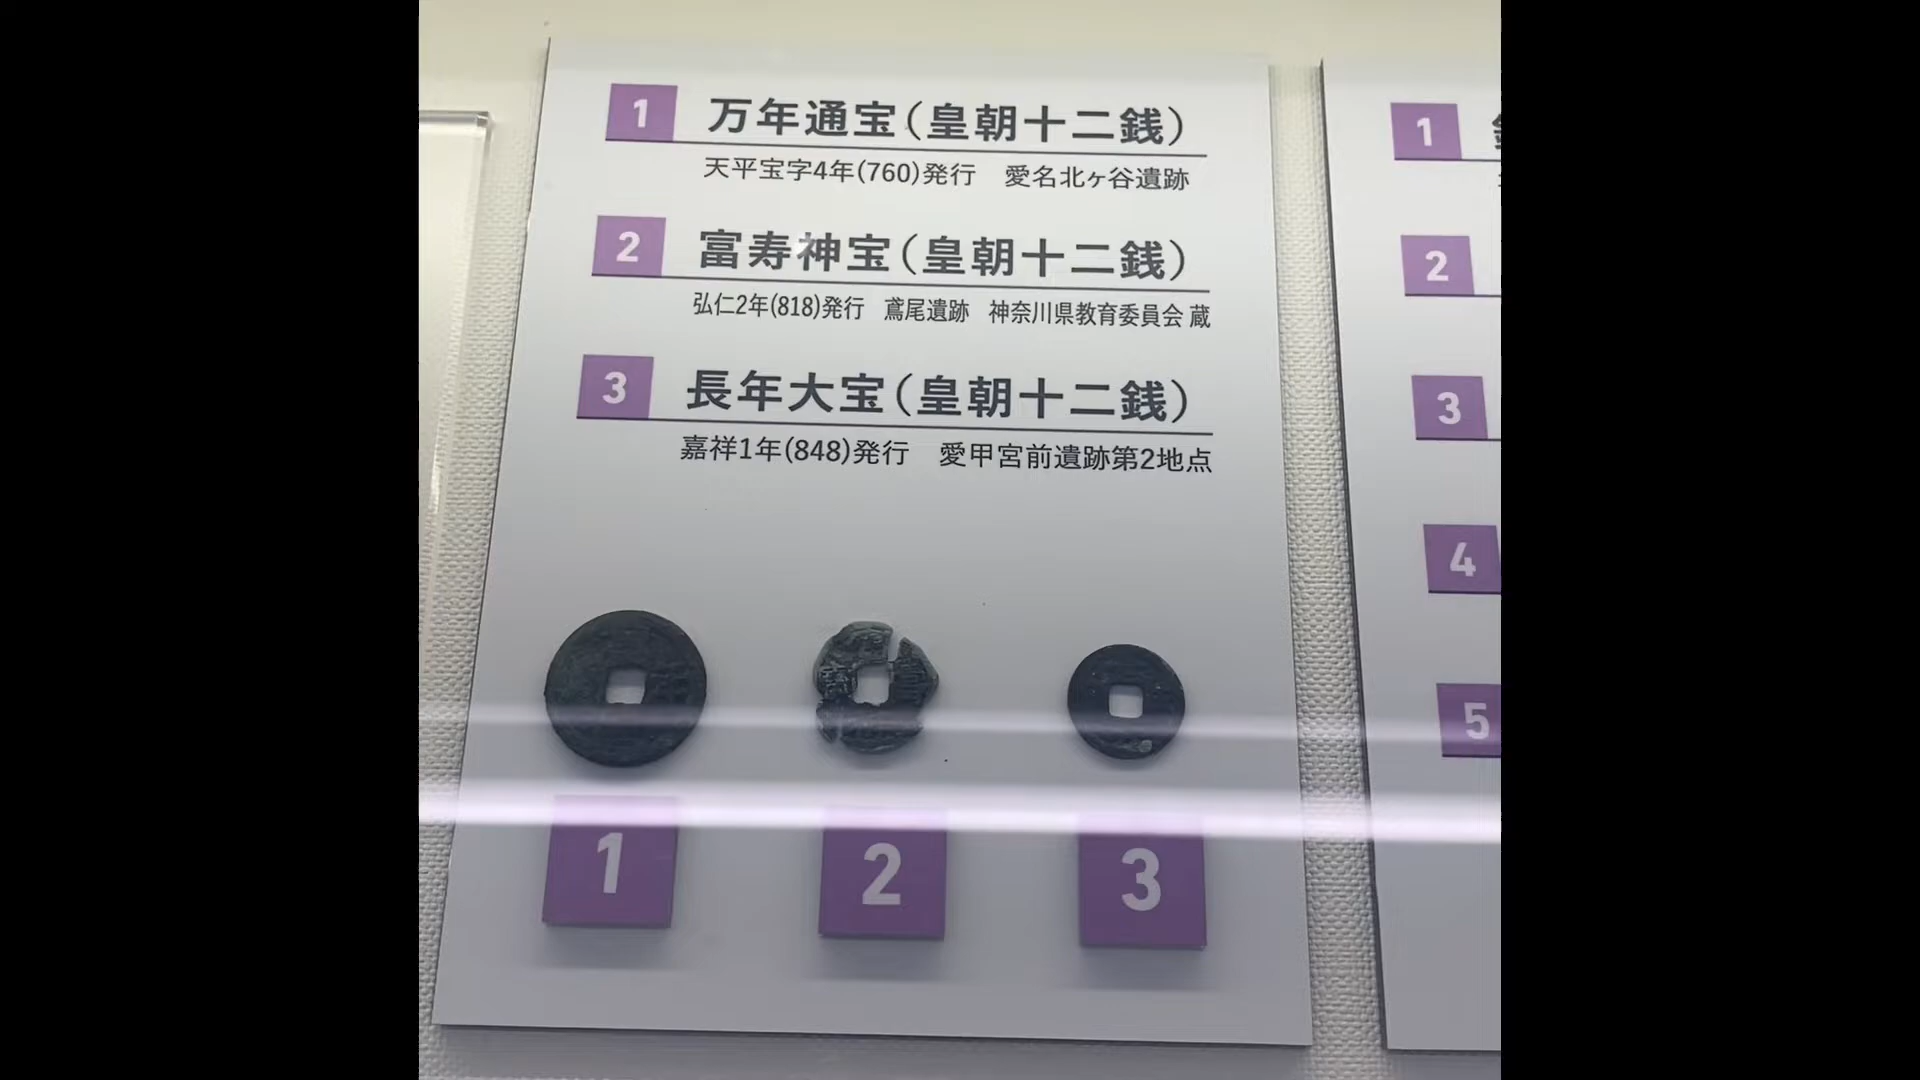 1 万年通宝(皇朝十二銭)
天平宝字4年(760)発行 愛名北ヶ谷遺跡
2 富寿神宝(皇朝十二銭)
弘仁2年(818)発行 鳶尾遺跡 神奈川県教育委員会 蔵
3 長年大宝(皇朝十二銭)
嘉祥1年(848)発行 愛甲宮前遺跡第2地点
1 2 3
1
2
3
4
5